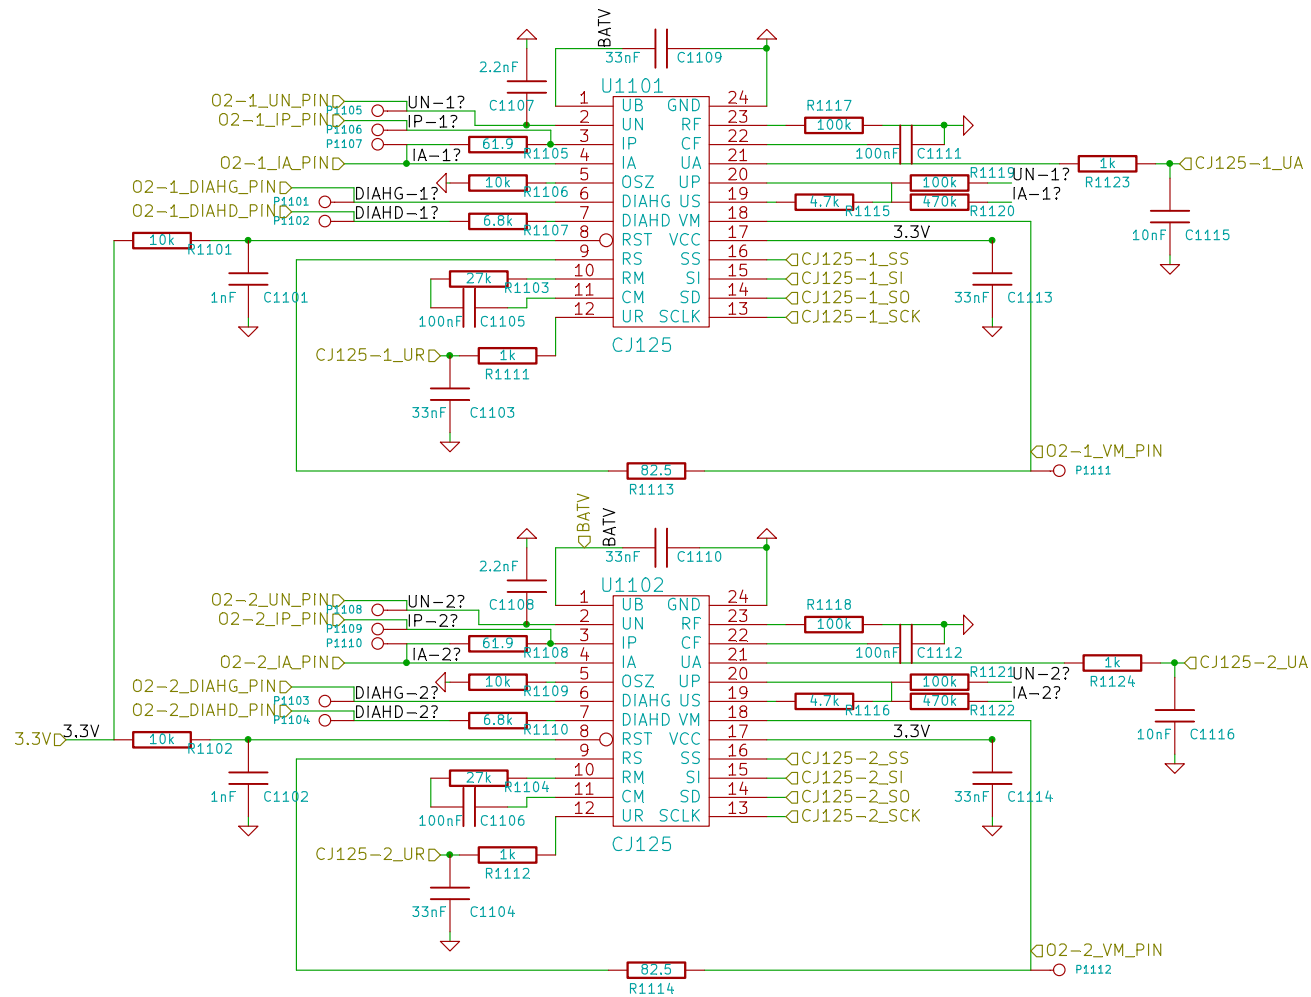 BATV
33nF C1109
2.2nF
C1107
U1101
O2-1_UN_PIN
P1105
UN-1?
O2-1_IP_PIN
P1106
IP-1?
P1107
61.9
R1105
O2-1_IA_PIN
IA-1?
10k
R1106
O2-1_DIAHG_PIN
P1101
DIAHG-1?
O2-1_DIAHD_PIN
P1102
DIAHD-1?
6.8k
R1107
10k
R1101
1nF C1101
27k
R1103
100nF C1105
CJ125-1_UR
1k
R1111
33nF C1103
1 UB GND 24
2 UN RF 23
3 IP CF 22
4 IA UA 21
5 OSZ UP 20
6 DIAHG US 19
7 DIAHD VM 18
8 RST VCC 17
9 RS SS 16
10 RM SI 15
11 CM SD 14
12 UR SCLK 13
CJ125
R1117
100k
100nF C1111
1k
R1123
CJ125-1_UA
10nF C1115
R1119
100k
UN-1?
4.7k
R1115
470k
R1120
IA-1?
3.3V
33nF C1113
CJ125-1_SS
CJ125-1_SI
CJ125-1_SO
CJ125-1_SCK
O2-1_VM_PIN
P1111
82.5
R1113
BATV
BATV
33nF C1110
2.2nF
C1108
U1102
O2-2_UN_PIN
P1108
UN-2?
O2-2_IP_PIN
P1109
IP-2?
P1110
61.9
R1108
O2-2_IA_PIN
IA-2?
10k
R1109
O2-2_DIAHG_PIN
P1103
DIAHG-2?
O2-2_DIAHD_PIN
P1104
DIAHD-2?
6.8k
R1110
3.3V
3.3V
10k
R1102
1nF C1102
27k
R1104
100nF C1106
CJ125-2_UR
1k
R1112
33nF C1104
1 UB GND 24
2 UN RF 23
3 IP CF 22
4 IA UA 21
5 OSZ UP 20
6 DIAHG US 19
7 DIAHD VM 18
8 RST VCC 17
9 RS SS 16
10 RM SI 15
11 CM SD 14
12 UR SCLK 13
CJ125
R1118
100k
100nF C1112
1k
R1124
CJ125-2_UA
10nF C1116
R1121
100k
UN-2?
4.7k
R1116
470k
R1122
IA-2?
3.3V
33nF C1114
CJ125-2_SS
CJ125-2_SI
CJ125-2_SO
CJ125-2_SCK
O2-2_VM_PIN
P1112
82.5
R1114